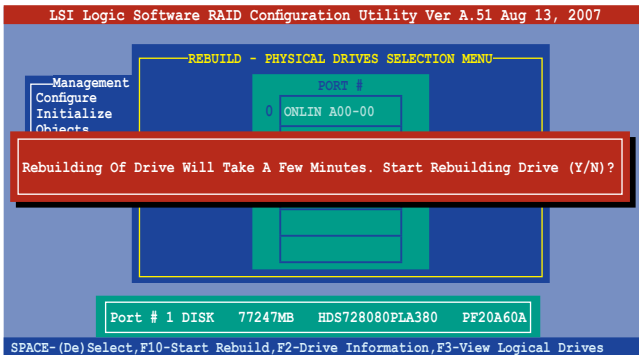 LSI Logic Software RAID Configuration Utility Ver A.51 Aug 13, 2007
REBUILD - PHYSICAL DRIVES SELECTION MENU
Management
Configure
Initialize
Objects
PORT #
0 ONLIN A00-00
Rebuilding Of Drive Will Take A Few Minutes. Start Rebuilding Drive (Y/N)?
Port # 1 DISK 77247MB HDS728080PLA380 PF20A60A
SPACE-(De)Select,F10-Start Rebuild,F2-Drive Information,F3-View Logical Drives